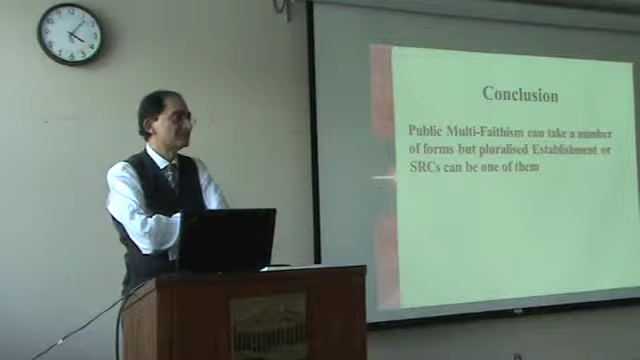 Conclusion
Public Multi-Faithism can take a number
of forms but pluralised Establishment or
SRCs can be one of them